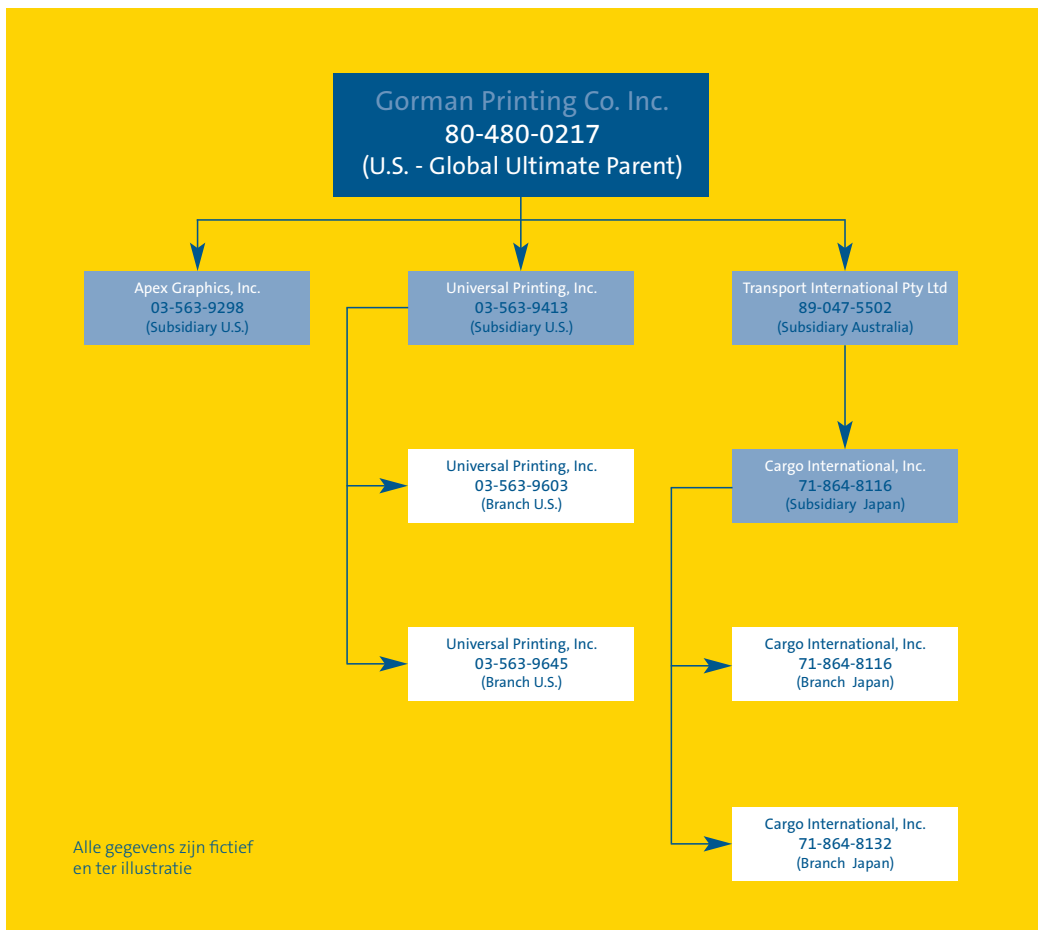 Gorman Printing Co. Inc.
80-480-0217
(U.S. - Global Ultimate Parent)
Apex Graphics, Inc.
03-563-9298
(Subsidiary U.S.)
Universal Printing, Inc.
03-563-9413
(Subsidiary U.S.)
Transport International Pty Ltd
89-047-5502
(Subsidiary Australia)
Universal Printing, Inc.
03-563-9603
(Branch U.S.)
Cargo International, Inc.
71-864-8116
(Subsidiary Japan)
Universal Printing, Inc.
03-563-9645
(Branch U.S.)
Cargo International, Inc.
71-864-8116
(Branch Japan)
Cargo International, Inc.
71-864-8132
(Branch Japan)
Alle gegevens zijn fictief
en ter illustratie